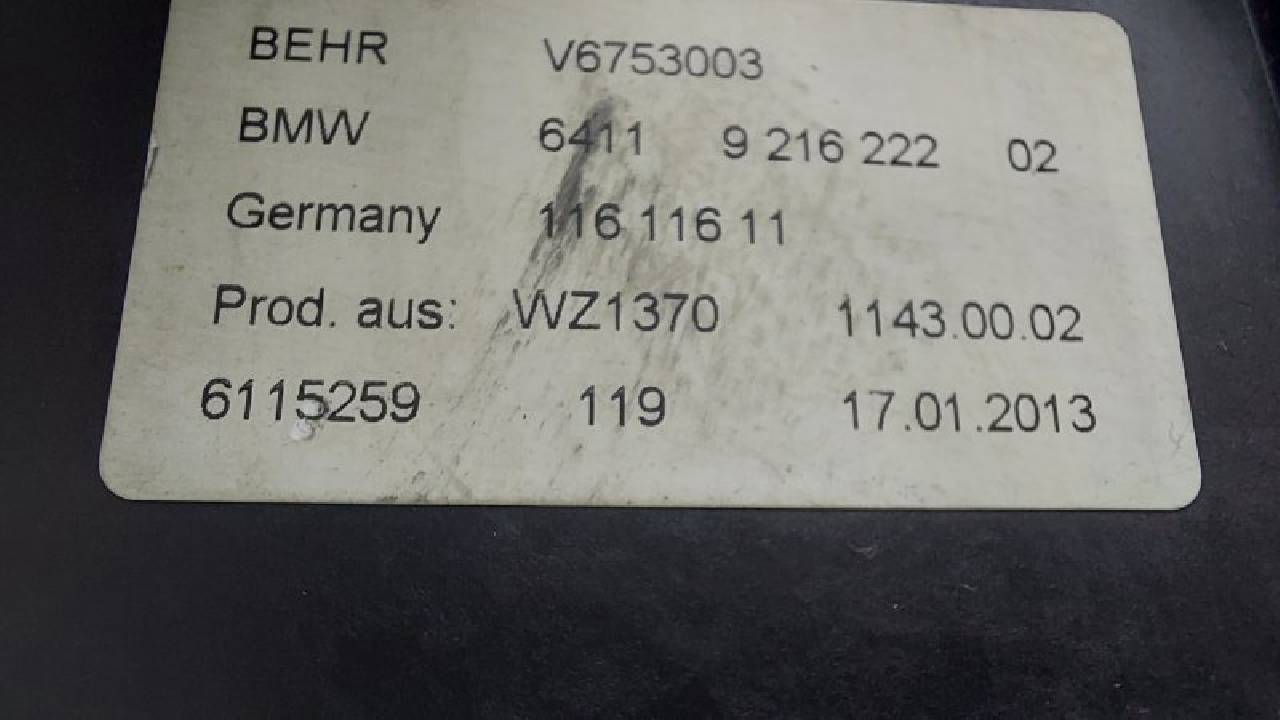 BEHR V6753003
BMW 6411 9 216 222 02
Germany 116 116 11
Prod. aus: WZ1370 1143.00.02
6115259 119 17.01.2013